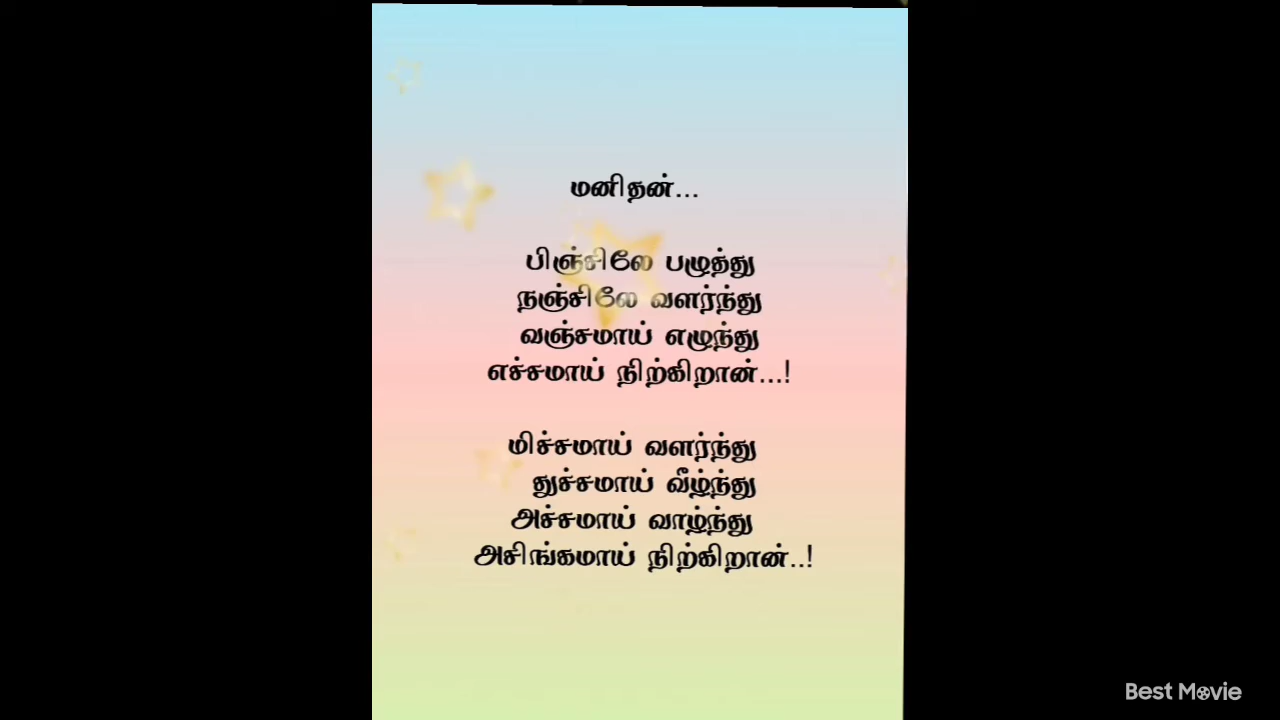 மனிதன்...
பிஞ்சிலே பழுத்து
நஞ்சிலே வளர்ந்து
வஞ்சமாய் எழுந்து
எச்சமாய் நிற்கிறான்...!
மிச்சமாய் வளர்ந்து
துச்சமாய் வீழ்ந்து
அச்சமாய் வாழ்ந்து
அசிங்கமாய் நிற்கிறான்..!
Best Movie